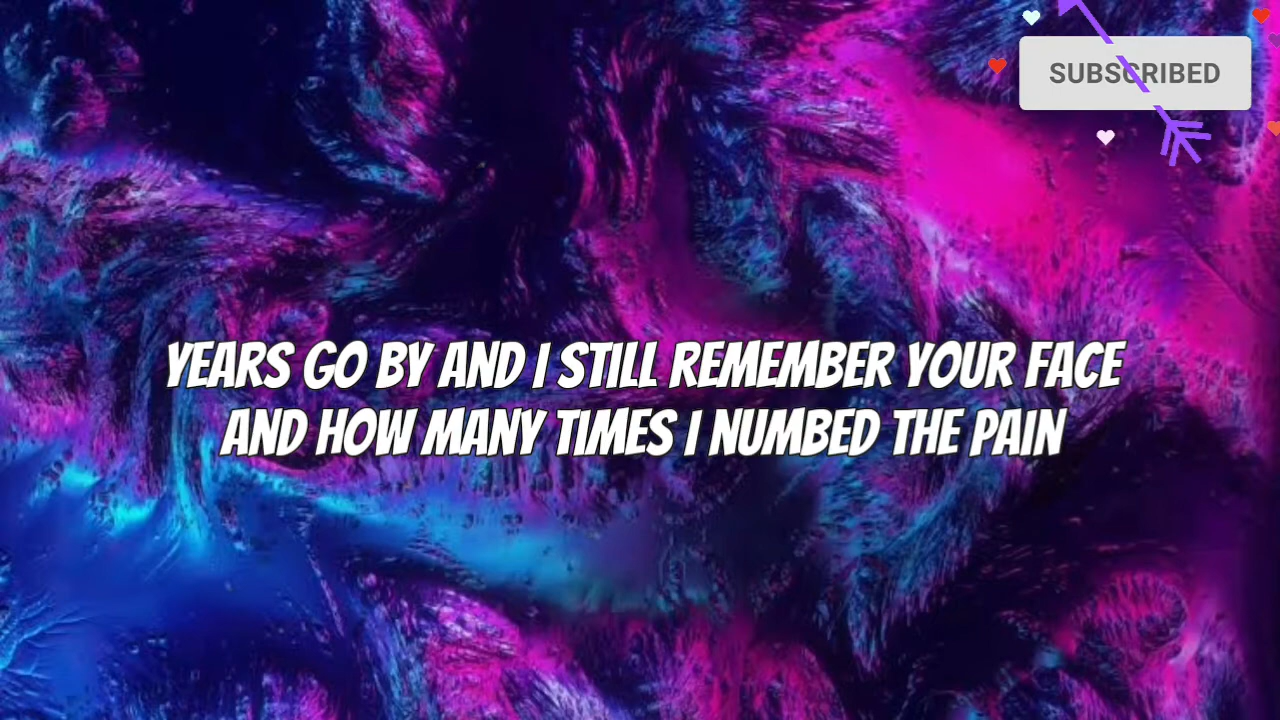 SUBSCRIBED
YEARS GO BY AND I STILL REMEMBER YOUR FACE
AND HOW MANY TIMES I NUMBED THE PAIN